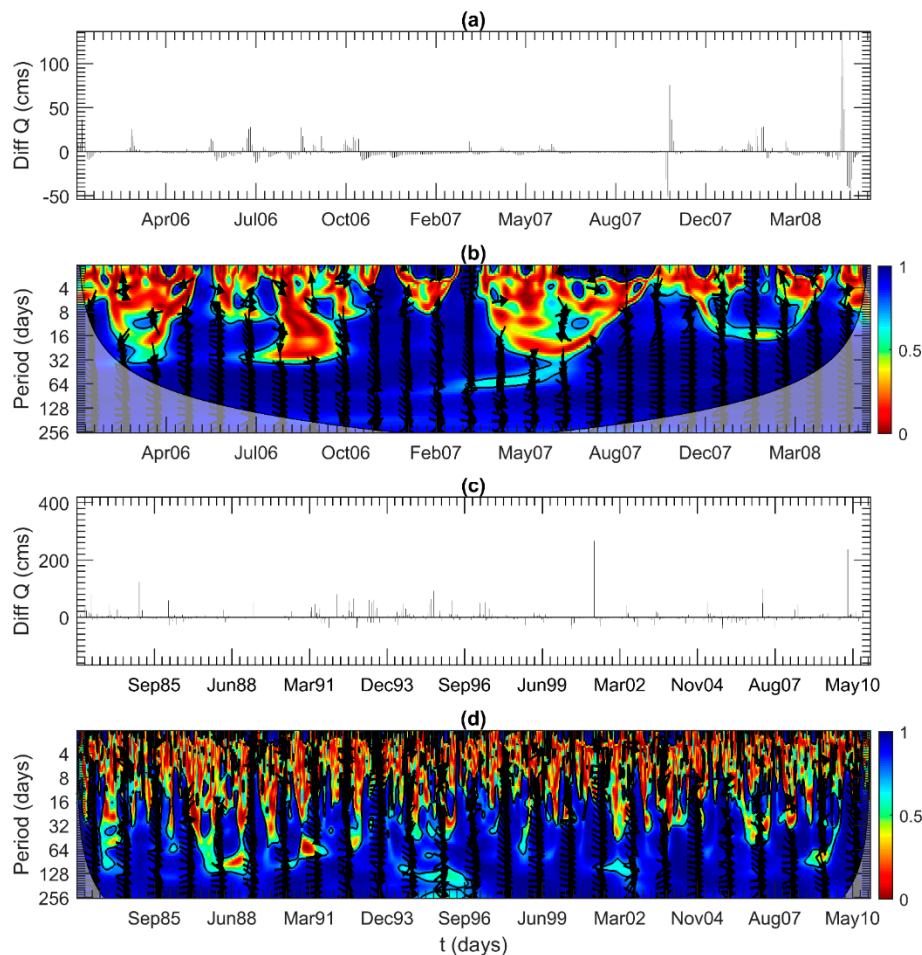 (a)
Diff Q (cms)
100
50
0
-50
Apr06 Jul06 Oct06 Feb07 May07 Aug07 Dec07 Mar08
(b)
Period (days)
4
8
16
32
64
128
256
1
0.5
0
Apr06 Jul06 Oct06 Feb07 May07 Aug07 Dec07 Mar08
(c)
Diff Q (cms)
400
200
0
Sep85 Jun88 Mar91 Dec93 Sep96 Jun99 Mar02 Nov04 Aug07 May10
(d)
Period (days)
4
8
16
32
64
128
256
1
0.5
0
Sep85 Jun88 Mar91 Dec93 Sep96 Jun99 Mar02 Nov04 Aug07 May10
t (days)